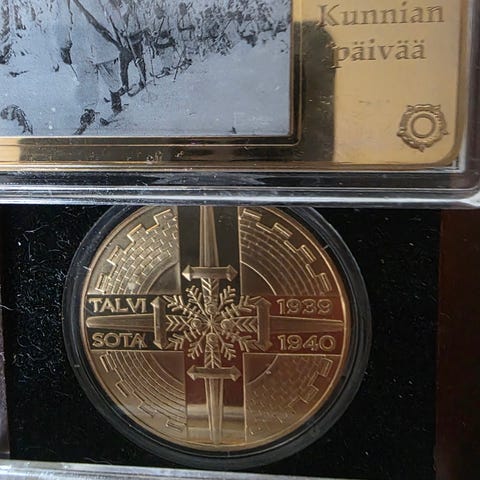 Kunnian
päivää
TALVI 1939
SOTA 1940